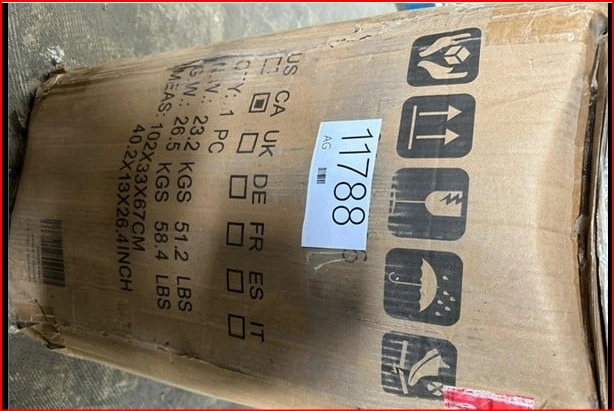 US CA UK DE FR ES IT
Q'TY: 1 PC
N.W.: 23.2 KGS 51.2 LBS
G.W.: 26.5 KGS 58.4 LBS
MEAS: 102X33X67CM
40.2X13X26.4INCH
11788
AG